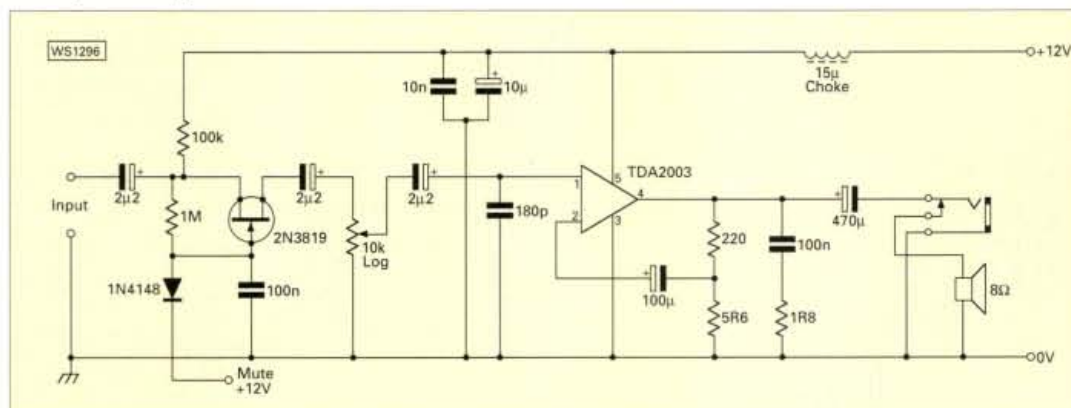 WS1296
+12V
15µ
Choke
10n
+
10µ
100k
TDA2003
5
2µ2
+
2µ2
+
2µ2
+
1
4
Input
1M
2
3
180p
470µ
+
2N3819
10k
Log
220
100n
1N4148
100n
+
100µ
5R6
1R8
8Ω
Mute
+12V
0V